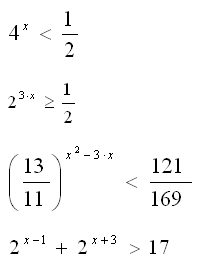 4^x < 1/2
2^(3·x) ≥ 1/2
(13/11)^(x^2 − 3·x) < 121/169
2^(x−1) + 2^(x+3) > 17